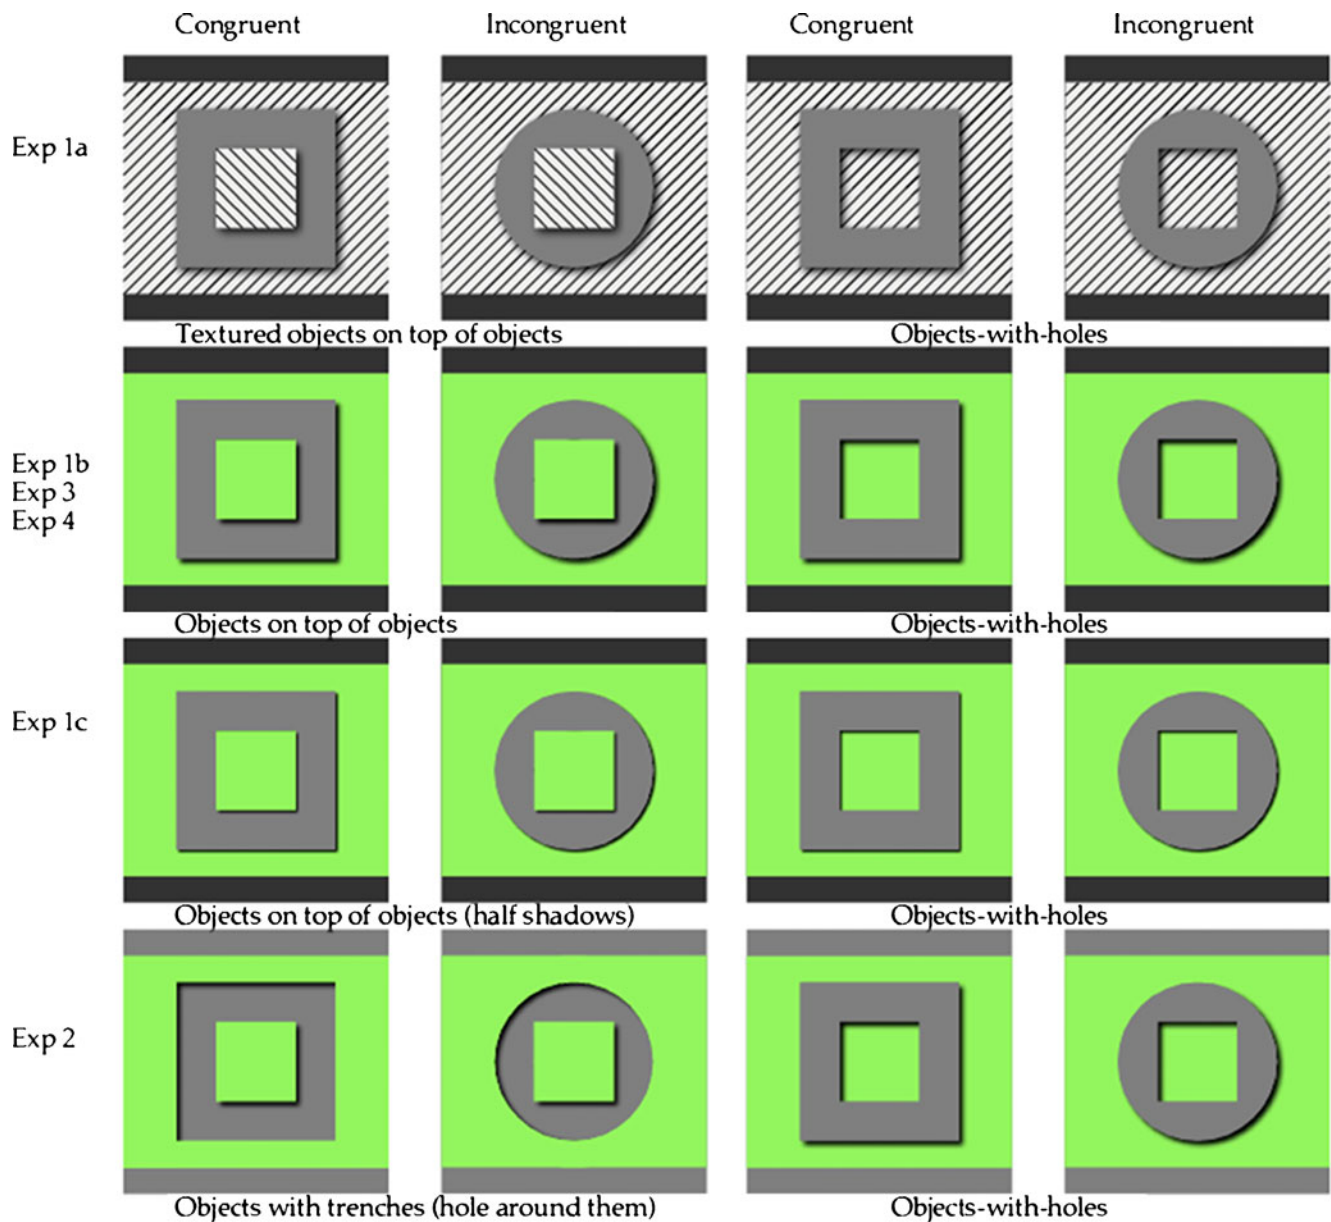 Congruent Incongruent Congruent Incongruent
Exp 1a
Textured objects on top of objects Objects-with-holes
Exp 1b
Exp 3
Exp 4
Objects on top of objects Objects-with-holes
Exp 1c
Objects on top of objects (half shadows) Objects-with-holes
Exp 2
Objects with trenches (hole around them) Objects-with-holes